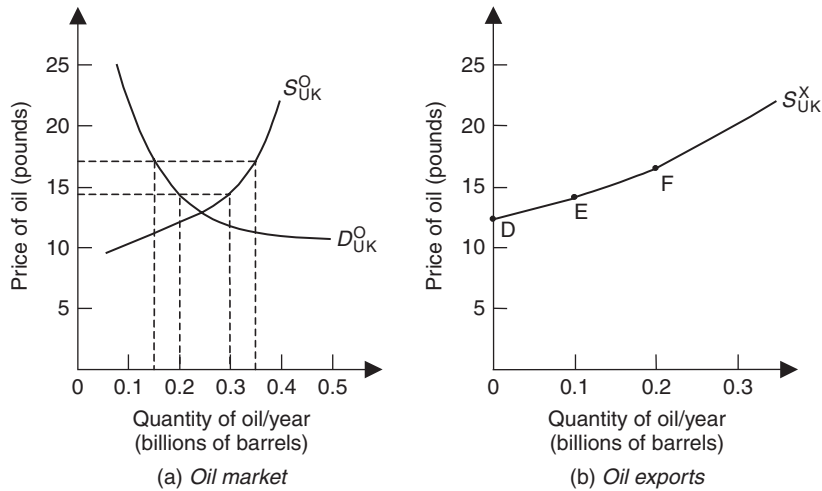 Price of oil (pounds)
25
20
15
10
5
0
0.1
0.2
0.3
0.4
0.5
S^O_UK
D^O_UK
Quantity of oil/year
(billions of barrels)
(a) Oil market
Price of oil (pounds)
25
20
15
10
5
0
0.1
0.2
0.3
S^X_UK
D
E
F
Quantity of oil/year
(billions of barrels)
(b) Oil exports